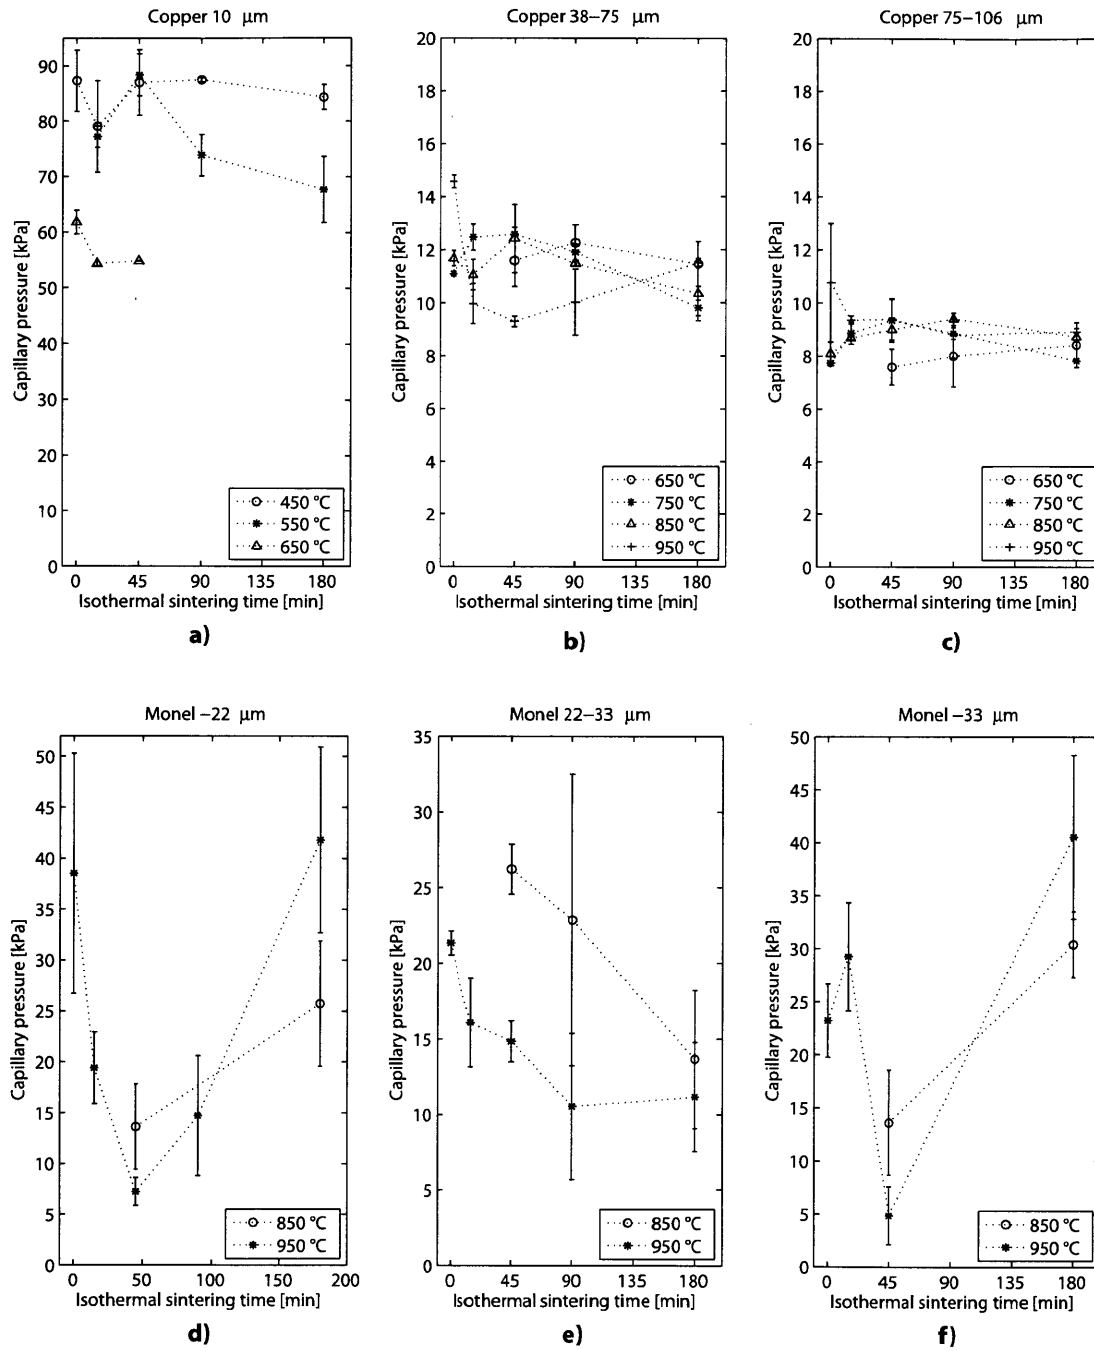 Copper 10 μm
Capillary pressure [kPa]
90
80
70
60
50
40
30
20
10
0
450 °C
550 °C
650 °C
0 45 90 135 180
Isothermal sintering time [min]
a)
Copper 38–75 μm
Capillary pressure [kPa]
20
18
16
14
12
10
8
6
4
2
0
650 °C
750 °C
850 °C
950 °C
0 45 90 135 180
Isothermal sintering time [min]
b)
Copper 75–106 μm
Capillary pressure [kPa]
20
18
16
14
12
10
8
6
4
2
0
650 °C
750 °C
850 °C
950 °C
0 45 90 135 180
Isothermal sintering time [min]
c)
Monel –22 μm
Capillary pressure [kPa]
50
45
40
35
30
25
20
15
10
5
0
850 °C
950 °C
0 50 100 150 200
Isothermal sintering time [min]
d)
Monel 22–33 μm
Capillary pressure [kPa]
35
30
25
20
15
10
5
0
850 °C
950 °C
0 45 90 135 180
Isothermal sintering time [min]
e)
Monel –33 μm
Capillary pressure [kPa]
50
45
40
35
30
25
20
15
10
5
0
850 °C
950 °C
0 45 90 135 180
Isothermal sintering time [min]
f)